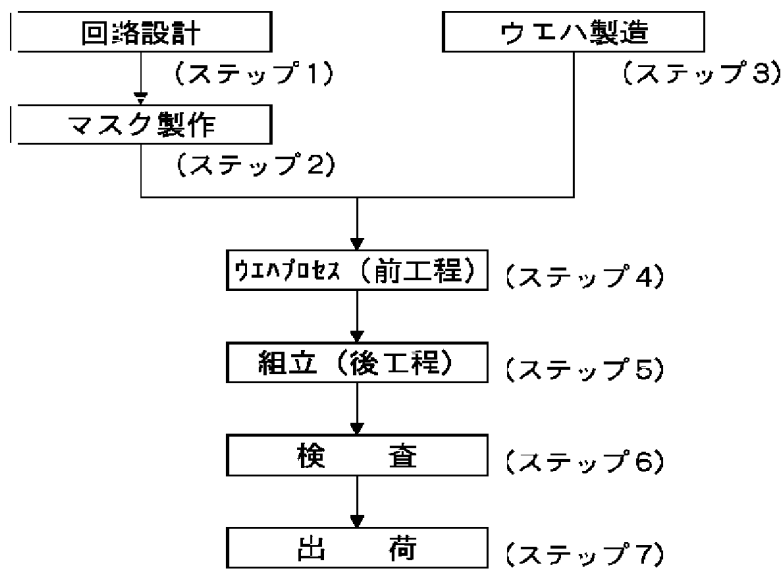 回路設計
(ステップ1)
マスク製作
(ステップ2)
ウエハ製造
(ステップ3)
ｳｴﾊﾌﾟﾛｾｽ(前工程)
(ステップ4)
組立(後工程)
(ステップ5)
検　査
(ステップ6)
出　荷
(ステップ7)